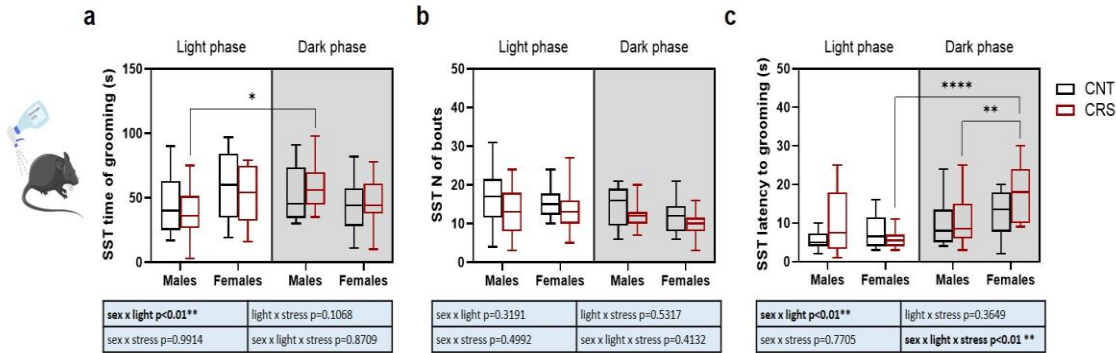 a
Light phase
Dark phase
SST time of grooming (s)
150
100
50
0
*
Males
Females
Males
Females
sex x light p<0.01**
light x stress p=0.1068
sex x stress p=0.9914
sex x light x stress p=0.8709
b
Light phase
Dark phase
SST N of bouts
50
40
30
20
10
0
Males
Females
Males
Females
sex x light p=0.3191
light x stress p=0.5317
sex x stress p=0.4992
sex x light x stress p=0.4132
c
Light phase
Dark phase
SST latency to grooming (s)
50
40
30
20
10
0
****
**
Males
Females
Males
Females
CNT
CRS
sex x light p<0.01**
light x stress p=0.3649
sex x stress p=0.7705
sex x light x stress p<0.01 **